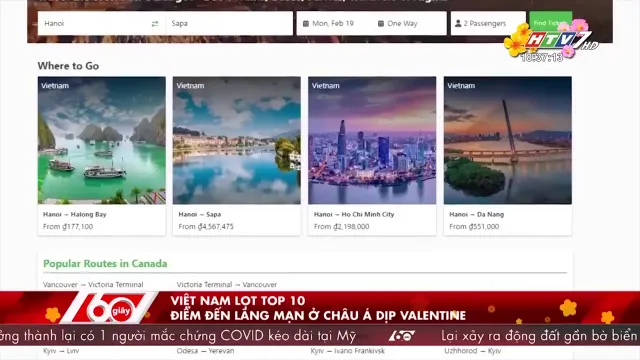 Hanoi
Sapa
Mon, Feb 19
One Way
2 Passengers
Find Tickets
HTV7 HD
18:37:13
Where to Go
Vietnam
Vietnam
Vietnam
Vietnam
Hanoi → Halong Bay
From ₫177,100
Hanoi → Sapa
From ₫4,567,475
Hanoi → Ho Chi Minh City
From ₫2,198,000
Hanoi → Da Nang
From ₫551,000
Popular Routes in Canada
Vancouver → Victoria Terminal
Victoria Terminal → Vancouver
60 giây
VIỆT NAM LỌT TOP 10
ĐIỂM ĐẾN LÃNG MẠN Ở CHÂU Á DỊP VALENTINE
trưởng thành lại có 1 người mắc chứng COVID kéo dài tại Mỹ
60
Lại xảy ra động đất gần bờ biển
Kyiv → Lviv
Odesa → Yerevan
Kyiv → Ivano Frankivsk
Uzhhorod → Kyiv